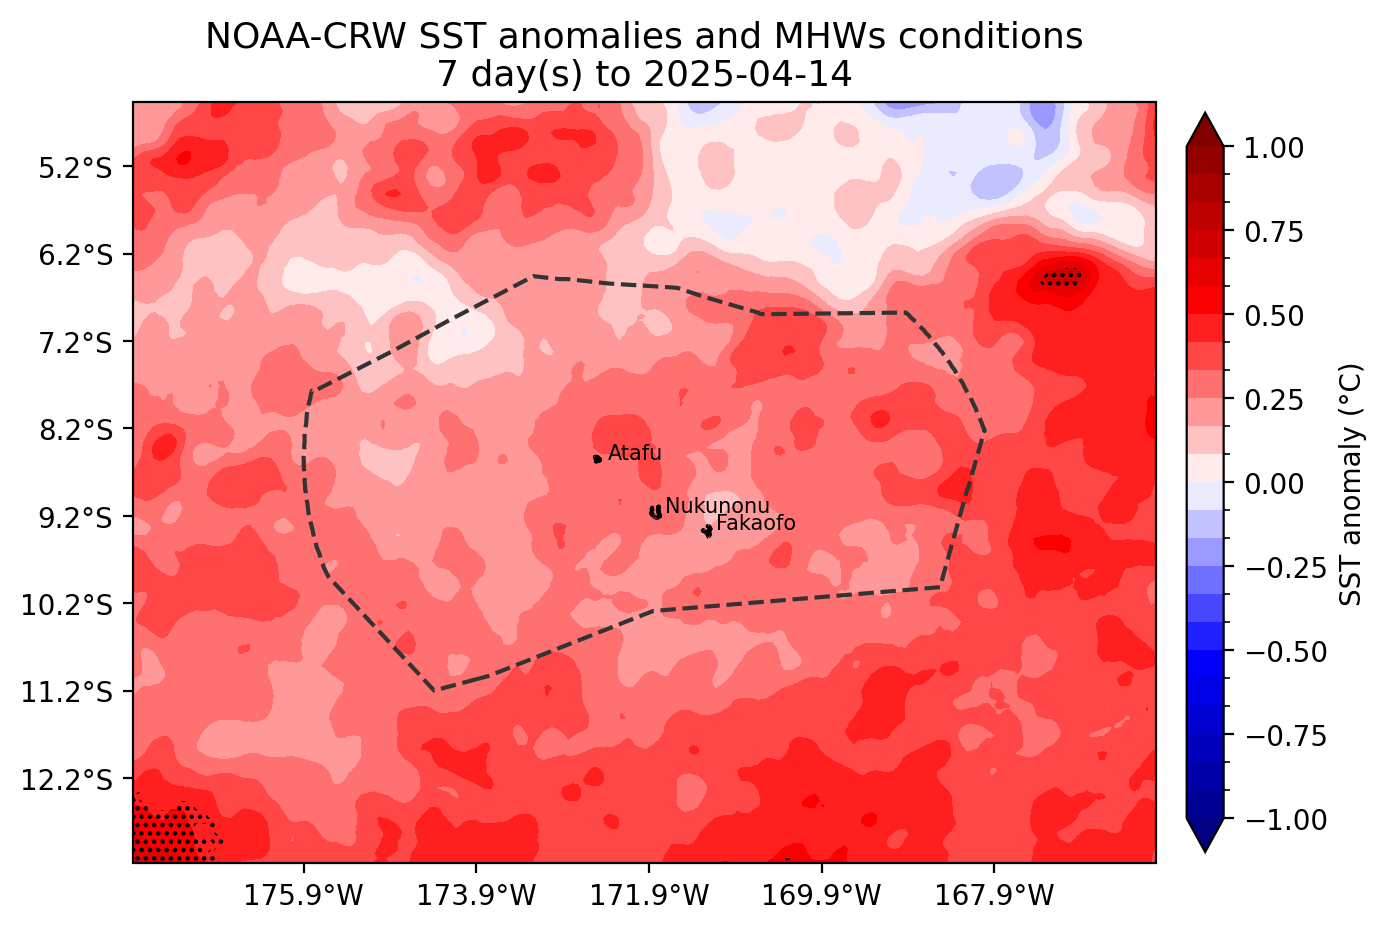 NOAA-CRW SST anomalies and MHWs conditions
7 day(s) to 2025-04-14
5.2°S
6.2°S
7.2°S
8.2°S
9.2°S
10.2°S
11.2°S
12.2°S
175.9°W
173.9°W
171.9°W
169.9°W
167.9°W
Atafu
Nukunonu
Fakaofo
1.00
0.75
0.50
0.25
0.00
−0.25
−0.50
−0.75
−1.00
SST anomaly (°C)